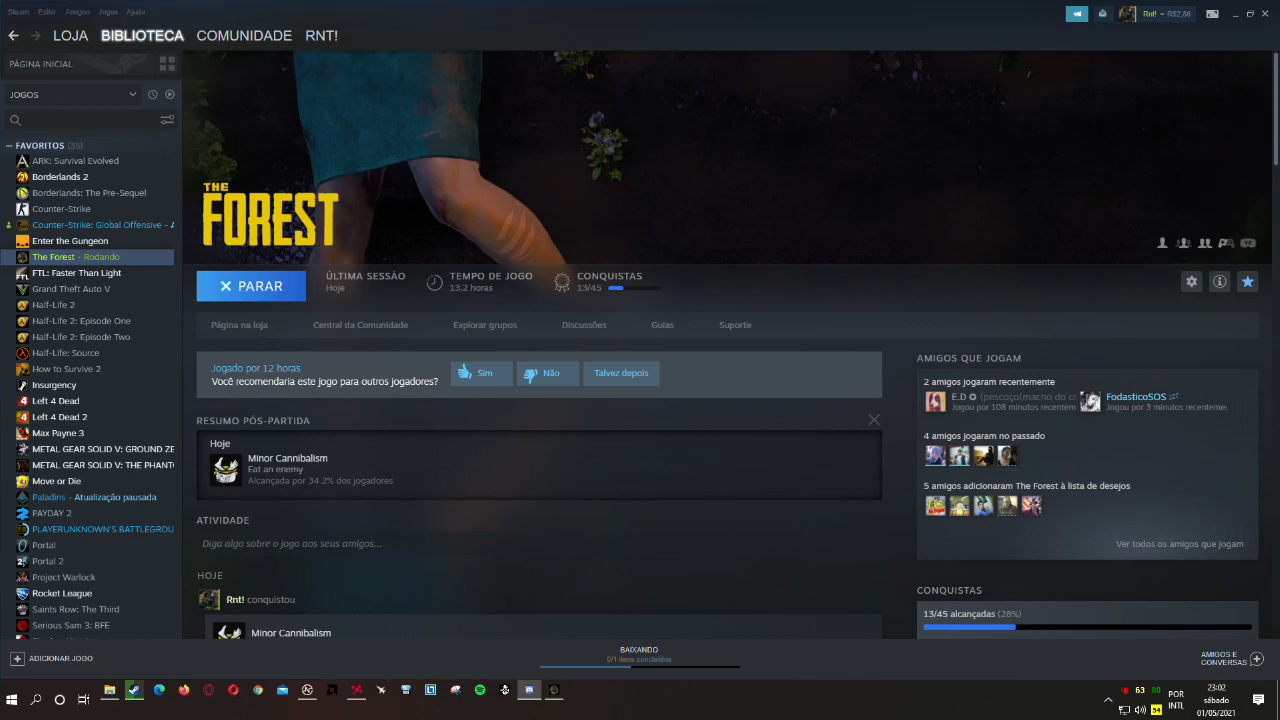 Steam Exibir Amigos Jogos Ajuda
Rnt! R$2,86
LOJA BIBLIOTECA COMUNIDADE RNT!
PÁGINA INICIAL
JOGOS
FAVORITOS (35)
ARK: Survival Evolved
Borderlands 2
Borderlands: The Pre-Sequel
Counter-Strike
Counter-Strike: Global Offensive - A
Enter the Gungeon
The Forest - Rodando
FTL: Faster Than Light
Grand Theft Auto V
Half-Life 2
Half-Life 2: Episode One
Half-Life 2: Episode Two
Half-Life: Source
How to Survive 2
Insurgency
Left 4 Dead
Left 4 Dead 2
Max Payne 3
METAL GEAR SOLID V: GROUND ZE
METAL GEAR SOLID V: THE PHANT
Move or Die
Paladins - Atualização pausada
PAYDAY 2
PLAYERUNKNOWN'S BATTLEGROU
Portal
Portal 2
Project Warlock
Rocket League
Saints Row: The Third
Serious Sam 3: BFE
THE
FOREST
PARAR
ÚLTIMA SESSÃO
Hoje
TEMPO DE JOGO
13.2 horas
CONQUISTAS
13/45
Página na loja Central da Comunidade Explorar grupos Discussões Guias Suporte
Jogado por 12 horas
Você recomendaria este jogo para outros jogadores?
Sim Não Talvez depois
RESUMO PÓS-PARTIDA
Hoje
Minor Cannibalism
Eat an enemy
Alcançada por 34.2% dos jogadores
ATIVIDADE
Diga algo sobre o jogo aos seus amigos...
HOJE
Rnt! conquistou
Minor Cannibalism
AMIGOS QUE JOGAM
2 amigos jogaram recentemente
E.D ✪ (pescoço(macho do cs
Jogou por 108 minutos recentem
FodasticoSOS
Jogou por 3 minutos recentemen
4 amigos jogaram no passado
5 amigos adicionaram The Forest à lista de desejos
Ver todos os amigos que jogam
CONQUISTAS
13/45 alcançadas (28%)
ADICIONAR JOGO
BAIXANDO
0/1 itens concluídos
AMIGOS E
CONVERSAS
63 80
54
POR
INTL
23:02
sábado
01/05/2021